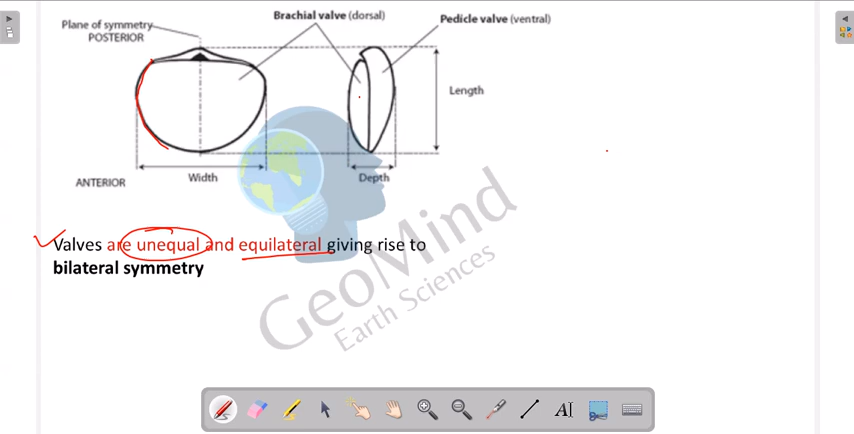 Brachial valve (dorsal)
Pedicle valve (ventral)
Plane of symmetry
POSTERIOR
Length
ANTERIOR
Width
Depth
Valves are unequal and equilateral giving rise to
bilateral symmetry
GeoMind
Earth Sciences
A